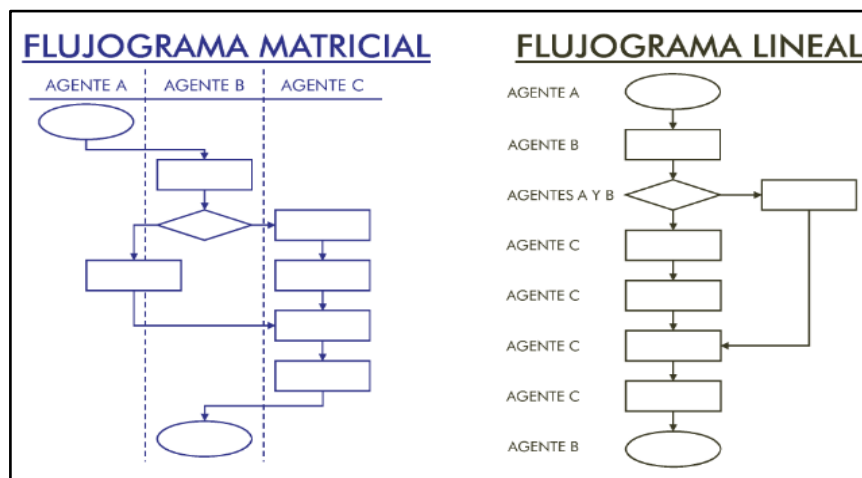 FLUJOGRAMA MATRICIAL
AGENTE A AGENTE B AGENTE C
FLUJOGRAMA LINEAL
AGENTE A
AGENTE B
AGENTES A Y B
AGENTE C
AGENTE C
AGENTE C
AGENTE C
AGENTE B